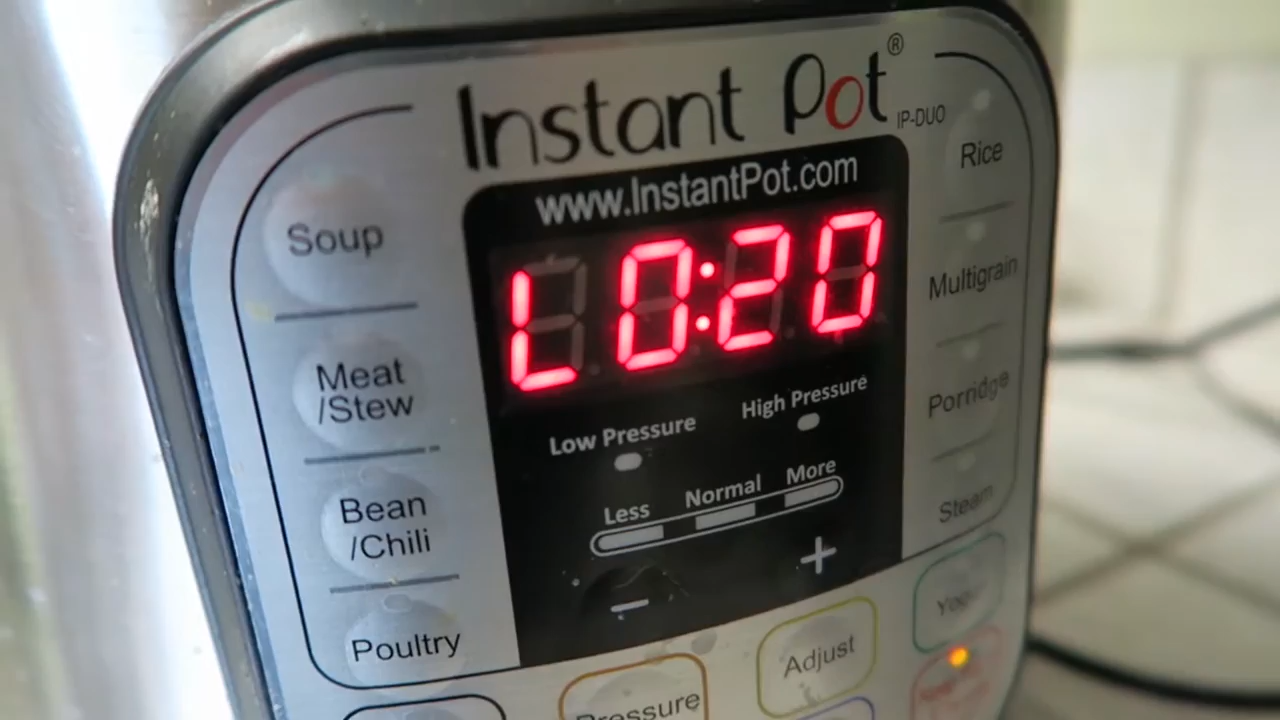 Instant Pot®
IP-DUO
www.InstantPot.com
L0:20
Low Pressure
High Pressure
Less
Normal
More
−
+
Soup
Meat
/Stew
Bean
/Chili
Poultry
Rice
Multigrain
Porridge
Steam
Pressure
Adjust